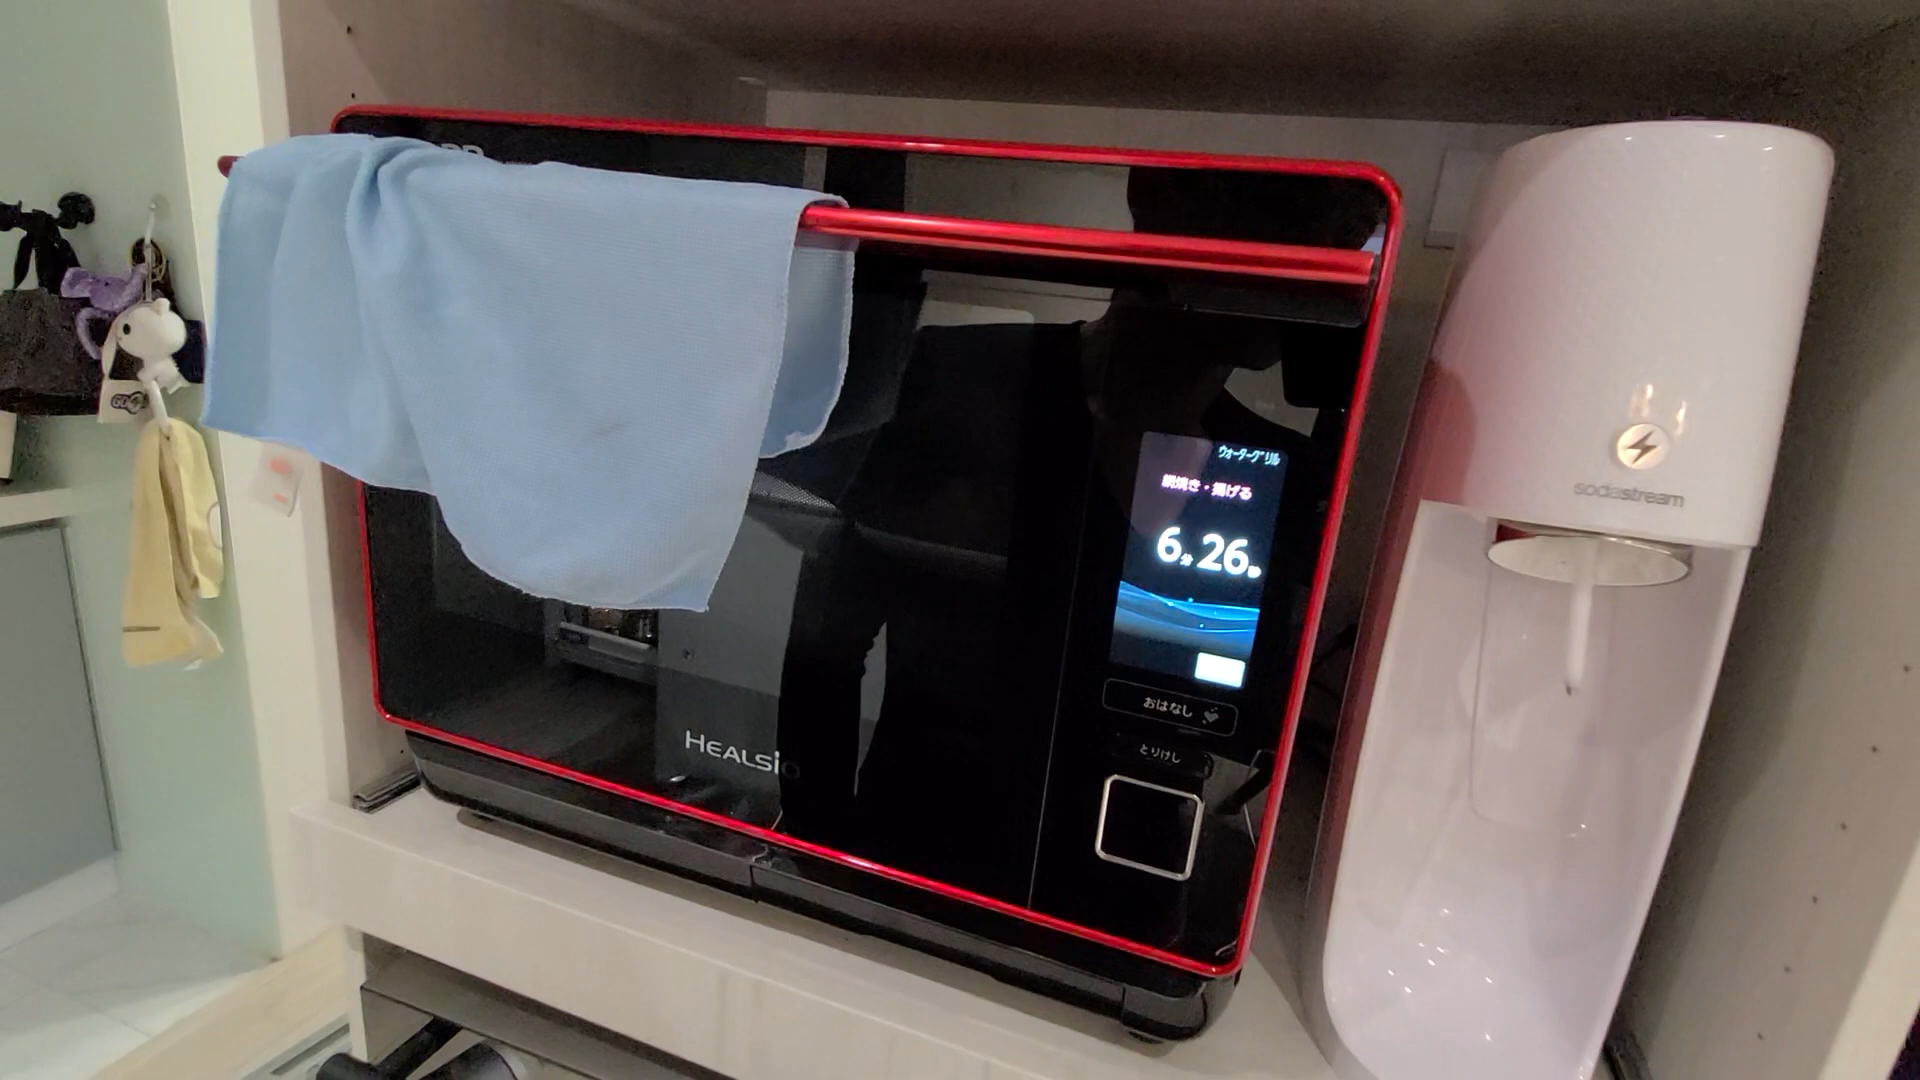 ウォーターグリル
網焼き・揚げる
6分26秒
おはなし
とりけし
HEALSIO
sodastream